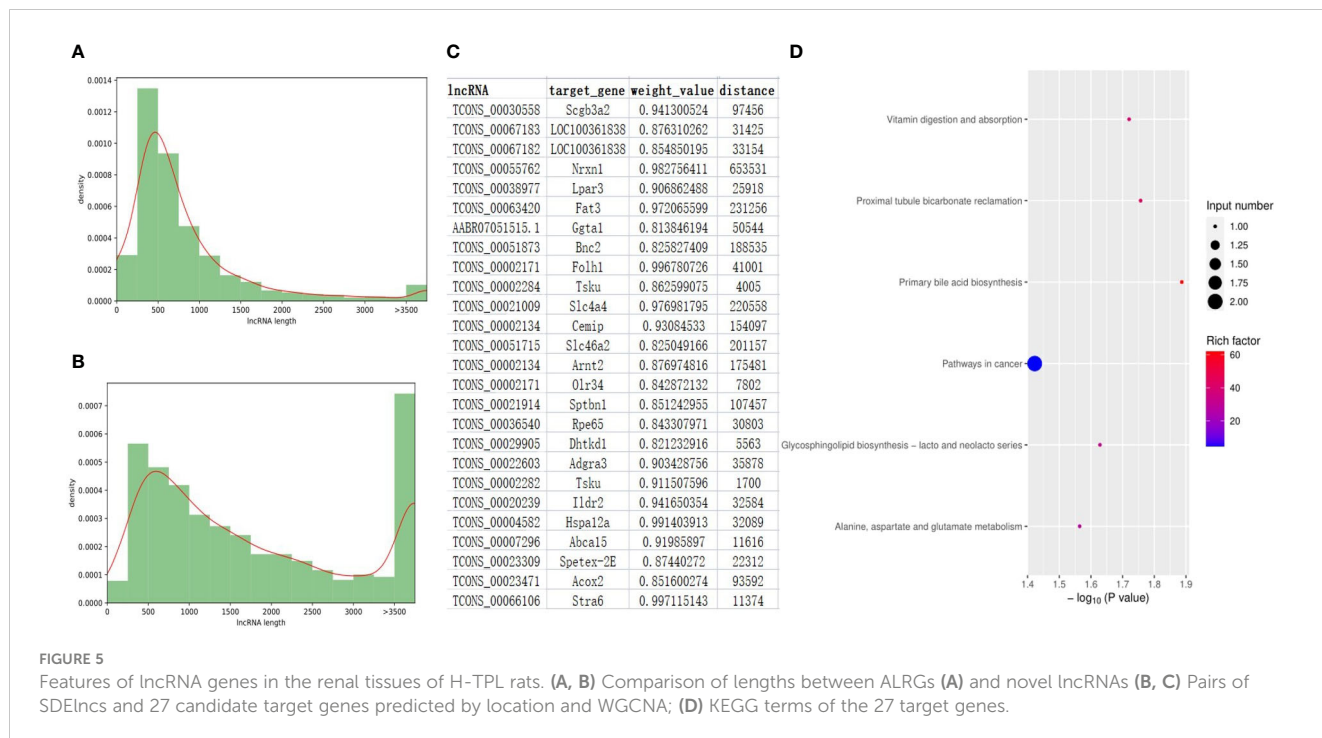 A
0.0014
0.0012
0.0010
0.0008
0.0006
0.0004
0.0002
0.0000
density
0 500 1000 1500 2000 2500 3000 >3500
lncRNA length
B
0.0007
0.0006
0.0005
0.0004
0.0003
0.0002
0.0001
0.0000
density
0 500 1000 1500 2000 2500 3000 >3500
lncRNA length
C
lncRNA target_gene weight_value distance
TCONS_00030558 Scgb3a2 0.941300524 97456
TCONS_00067183 LOC100361838 0.876310262 31425
TCONS_00067182 LOC100361838 0.854850195 33154
TCONS_00055762 Nrxn1 0.982756411 653531
TCONS_00038977 Lpar3 0.906862488 25918
TCONS_00063420 Fat3 0.972065599 231256
AABR07051515.1 Ggta1 0.813846194 50544
TCONS_00051873 Bnc2 0.825827409 188535
TCONS_00002171 Folh1 0.996780726 41001
TCONS_00002284 Tsku 0.862599075 4005
TCONS_00021009 Slc4a4 0.976981795 220558
TCONS_00002134 Cemip 0.93084533 154097
TCONS_00051715 Slc46a2 0.825049166 201157
TCONS_00002134 Arnt2 0.876974816 175481
TCONS_00002171 Olr34 0.842872132 7802
TCONS_00021914 Sptbn1 0.851242955 107457
TCONS_00036540 Rpe65 0.843307971 30803
TCONS_00029905 Dhtkd1 0.821232916 5563
TCONS_00022603 Adgra3 0.903428756 35878
TCONS_00002282 Tsku 0.911507596 1700
TCONS_00020239 Ildr2 0.941650354 32584
TCONS_00004582 Hspa12a 0.991403913 32089
TCONS_00007296 Abca15 0.91985897 11616
TCONS_00023309 Spetex-2E 0.87440272 22312
TCONS_00023471 Acox2 0.851600274 93592
TCONS_00066106 Stra6 0.997115143 11374
D
Vitamin digestion and absorption
Proximal tubule bicarbonate reclamation
Primary bile acid biosynthesis
Pathways in cancer
Glycosphingolipid biosynthesis − lacto and neolacto series
Alanine, aspartate and glutamate metabolism
1.4 1.5 1.6 1.7 1.8 1.9
− log10 (P value)
Input number
1.00
1.25
1.50
1.75
2.00
Rich factor
60
40
20
FIGURE 5
Features of lncRNA genes in the renal tissues of H-TPL rats. (A, B) Comparison of lengths between ALRGs (A) and novel lncRNAs (B, C) Pairs of
SDElncs and 27 candidate target genes predicted by location and WGCNA; (D) KEGG terms of the 27 target genes.